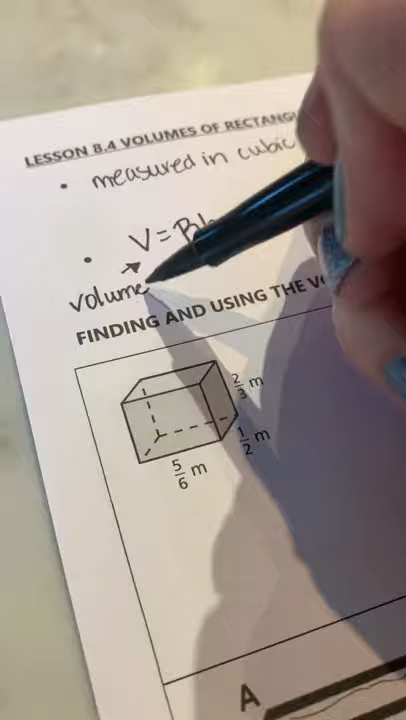 LESSON 8.4 VOLUMES OF
• measured in cubic
• V = Bh
volume
FINDING AND USING THE
2/3 m
1/2 m
5/6 m
A